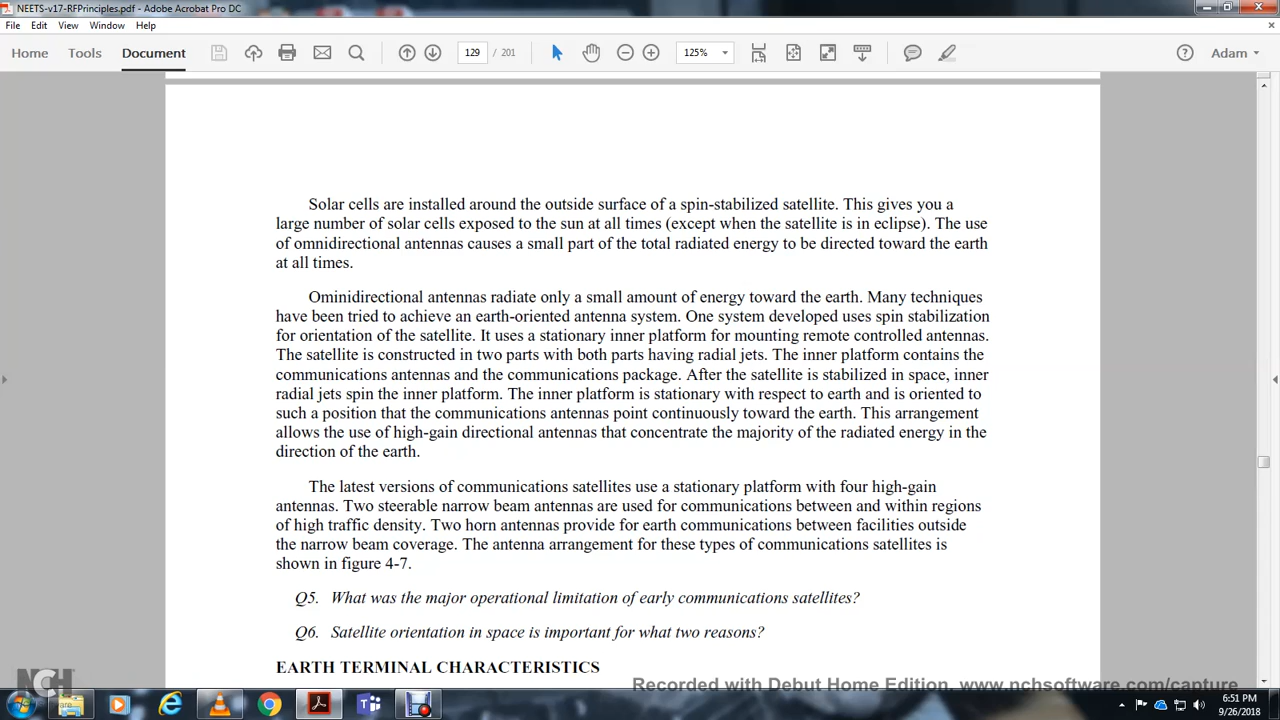 NEETS-v17-RFPrinciples.pdf - Adobe Acrobat Pro DC
File Edit View Window Help
Home Tools Document 129 / 201 125% Adam
Solar cells are installed around the outside surface of a spin-stabilized satellite. This gives you a
large number of solar cells exposed to the sun at all times (except when the satellite is in eclipse). The use
of omnidirectional antennas causes a small part of the total radiated energy to be directed toward the earth
at all times.
Ominidirectional antennas radiate only a small amount of energy toward the earth. Many techniques
have been tried to achieve an earth-oriented antenna system. One system developed uses spin stabilization
for orientation of the satellite. It uses a stationary inner platform for mounting remote controlled antennas.
The satellite is constructed in two parts with both parts having radial jets. The inner platform contains the
communications antennas and the communications package. After the satellite is stabilized in space, inner
radial jets spin the inner platform. The inner platform is stationary with respect to earth and is oriented to
such a position that the communications antennas point continuously toward the earth. This arrangement
allows the use of high-gain directional antennas that concentrate the majority of the radiated energy in the
direction of the earth.
The latest versions of communications satellites use a stationary platform with four high-gain
antennas. Two steerable narrow beam antennas are used for communications between and within regions
of high traffic density. Two horn antennas provide for earth communications between facilities outside
the narrow beam coverage. The antenna arrangement for these types of communications satellites is
shown in figure 4-7.
Q5. What was the major operational limitation of early communications satellites?
Q6. Satellite orientation in space is important for what two reasons?
EARTH TERMINAL CHARACTERISTICS
NCH
Recorded with Debut Home Edition. www.nchsoftware.com/capture
6:51 PM
9/26/2018